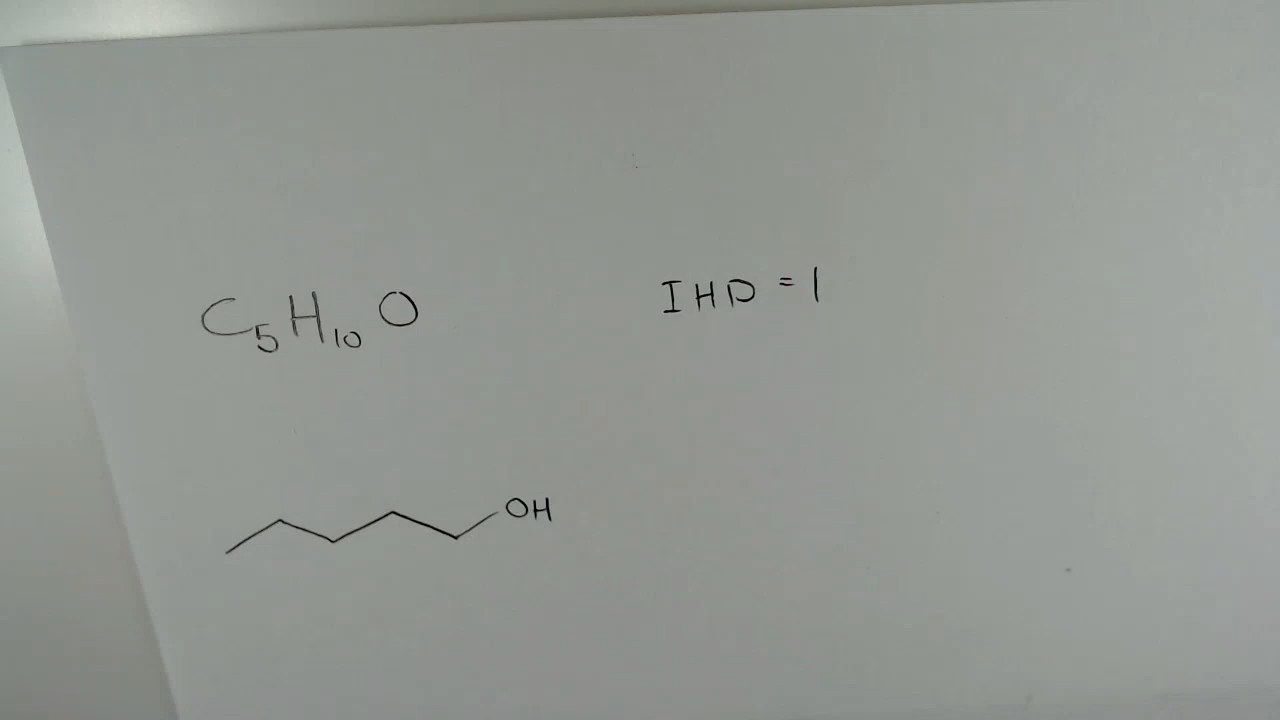 C₅H₁₀O
IHD = 1
OH